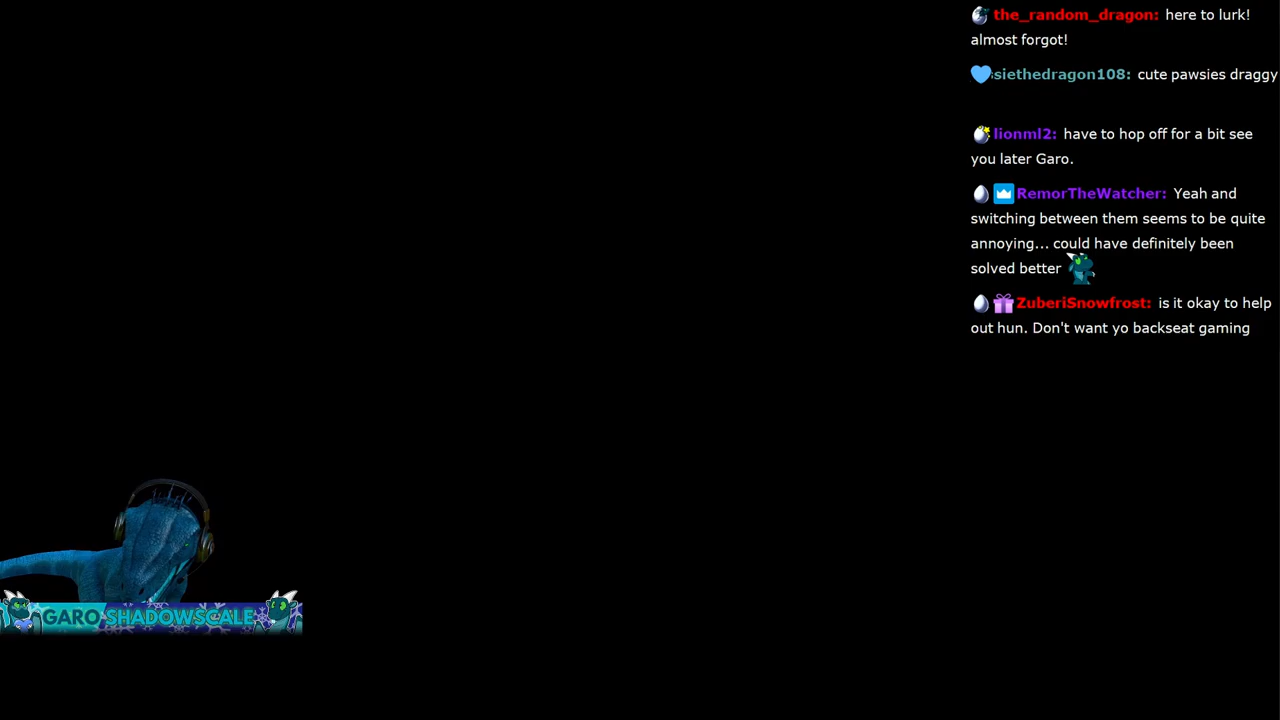 the_random_dragon: here to lurk!
almost forgot!
siethedragon108: cute pawsies draggy
lionml2: have to hop off for a bit see
you later Garo.
RemorTheWatcher: Yeah and
switching between them seems to be quite
annoying... could have definitely been
solved better
ZuberiSnowfrost: is it okay to help
out hun. Don't want yo backseat gaming
GARO SHADOWSCALE